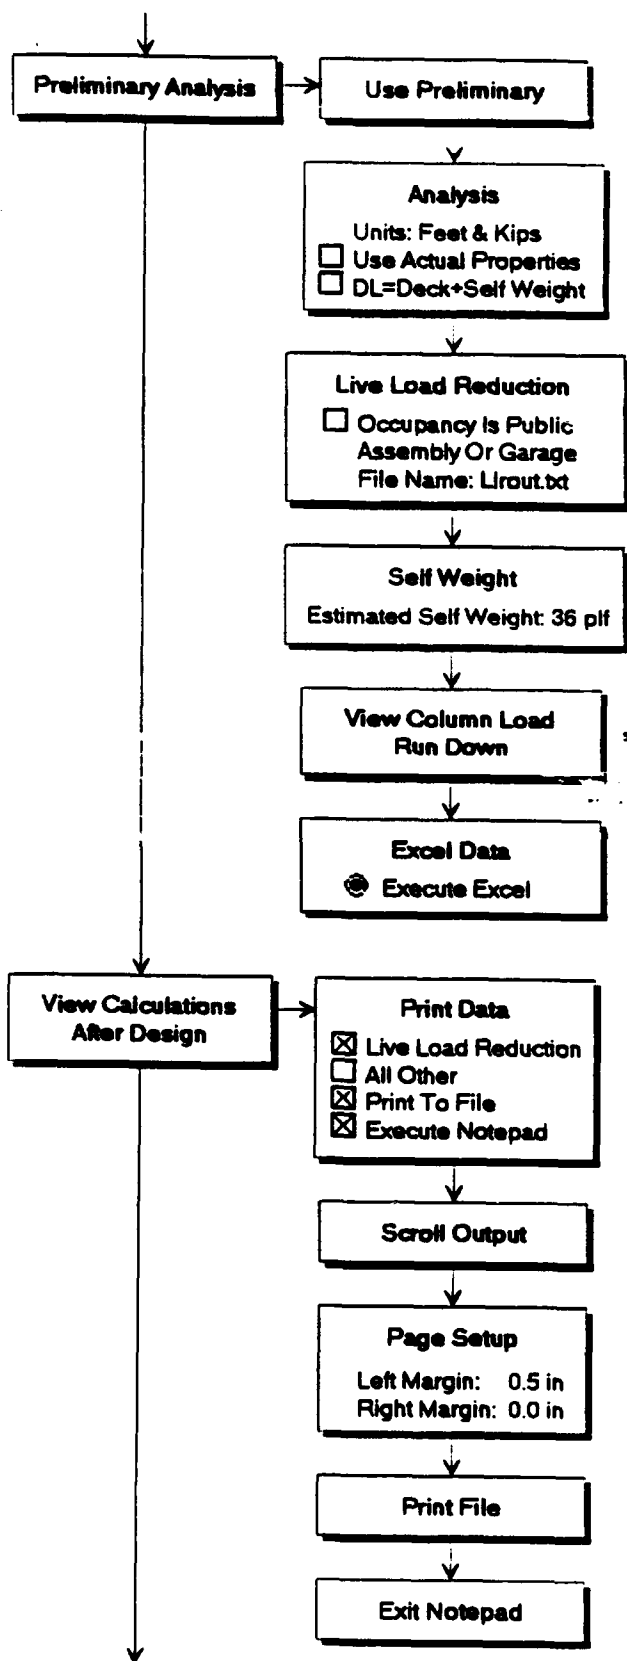 Preliminary Analysis
Use Preliminary
Analysis
Units: Feet & Kips
Use Actual Properties
DL=Deck+Self Weight
Live Load Reduction
Occupancy Is Public
Assembly Or Garage
File Name: Llrout.txt
Self Weight
Estimated Self Weight: 36 plf
View Column Load
Run Down
Excel Data
Execute Excel
View Calculations
After Design
Print Data
Live Load Reduction
All Other
Print To File
Execute Notepad
Scroll Output
Page Setup
Left Margin: 0.5 in
Right Margin: 0.0 in
Print File
Exit Notepad